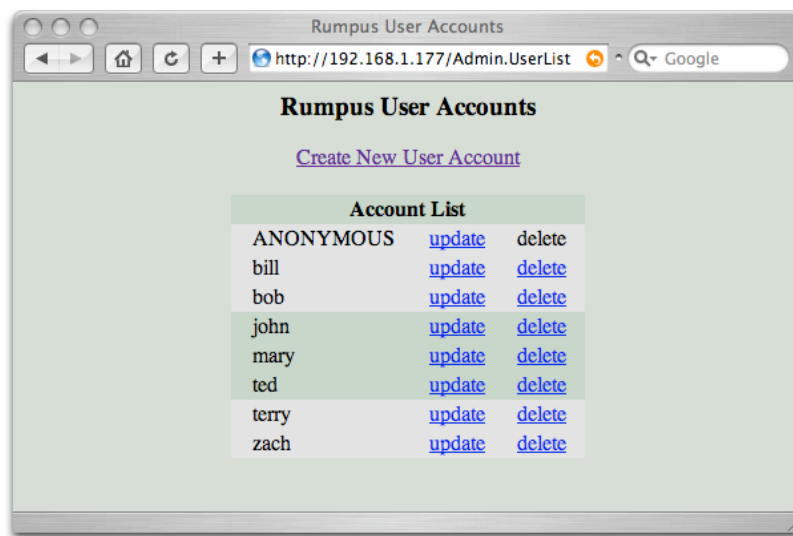 Rumpus User Accounts
http://192.168.1.177/Admin.UserList Google
Rumpus User Accounts
Create New User Account
Account List
ANONYMOUS update delete
bill update delete
bob update delete
john update delete
mary update delete
ted update delete
terry update delete
zach update delete